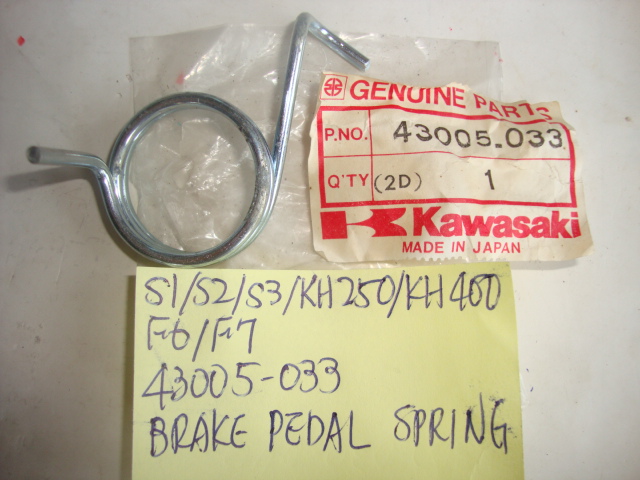 GENUINE PARTS
P.NO. 43005-033
Q'TY (2D) 1
Kawasaki
MADE IN JAPAN
S1/S2/S3/KH250/KH400
F6/F7
43005-033
BRAKE PEDAL SPRING